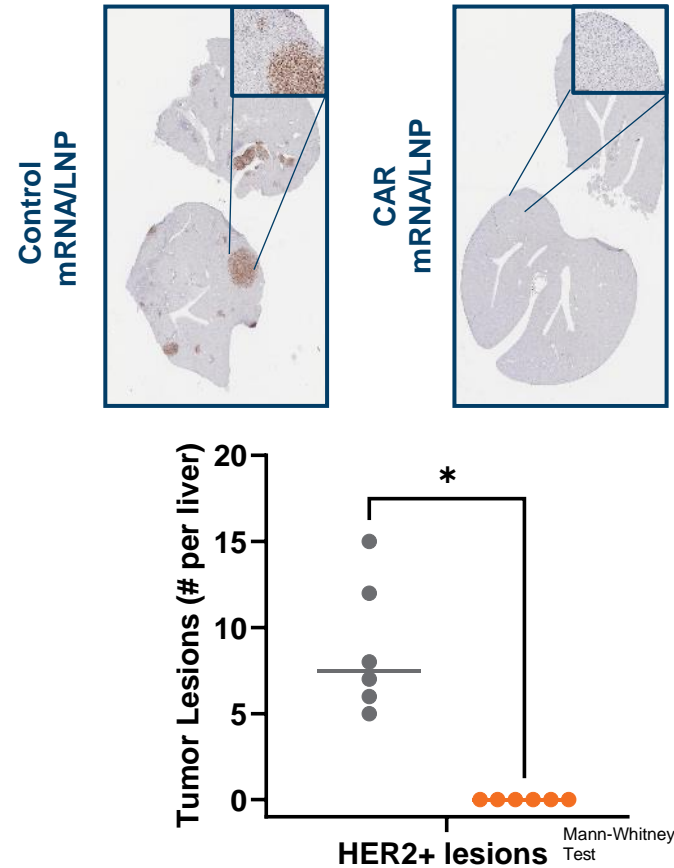 Control
mRNA/LNP
CAR
mRNA/LNP
Tumor Lesions (# per liver)
20
15
10
5
0
*
HER2+ lesions
Mann-Whitney
Test